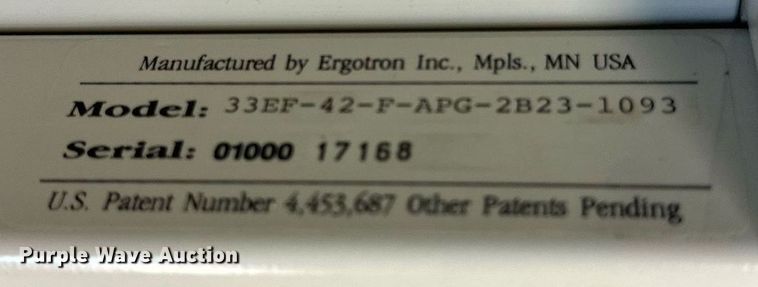 Manufactured by Ergotron Inc., Mpls., MN USA
Model: 33EF-42-F-APG-2B23-1093
Serial: 01000 17168
U.S. Patent Number 4,453,687 Other Patents Pending
Purple Wave Auction